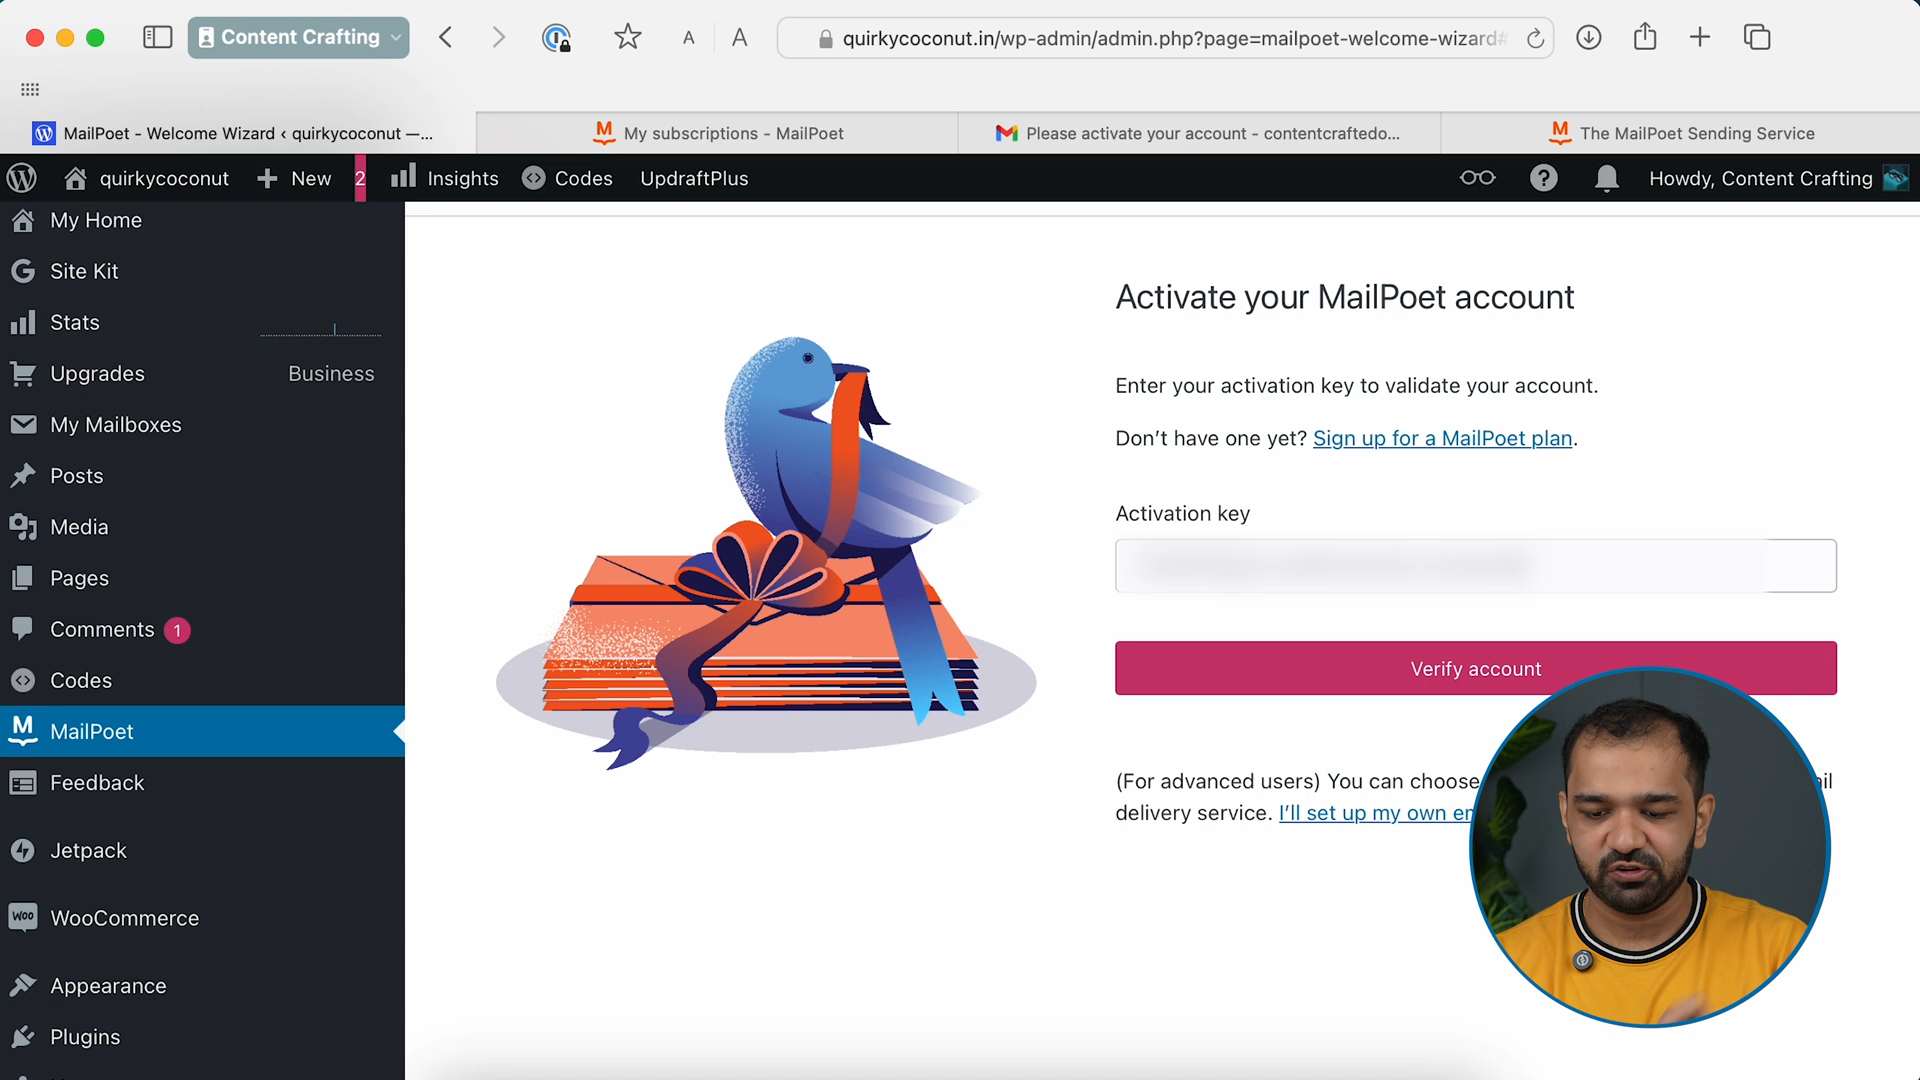 Content Crafting
A A
quirkycoconut.in/wp-admin/admin.php?page=mailpoet-welcome-wizard#
MailPoet - Welcome Wizard ‹ quirkycoconut —...
My subscriptions - MailPoet
Please activate your account - contentcraftedo...
The MailPoet Sending Service
quirkycoconut
New
2
Insights
Codes
UpdraftPlus
Howdy, Content Crafting
My Home
Site Kit
Stats
Upgrades Business
My Mailboxes
Posts
Media
Pages
Comments 1
Codes
MailPoet
Feedback
Jetpack
WooCommerce
Appearance
Plugins
Activate your MailPoet account
Enter your activation key to validate your account.
Don’t have one yet? Sign up for a MailPoet plan.
Activation key
Verify account
(For advanced users) You can choose
delivery service. I’ll set up my own